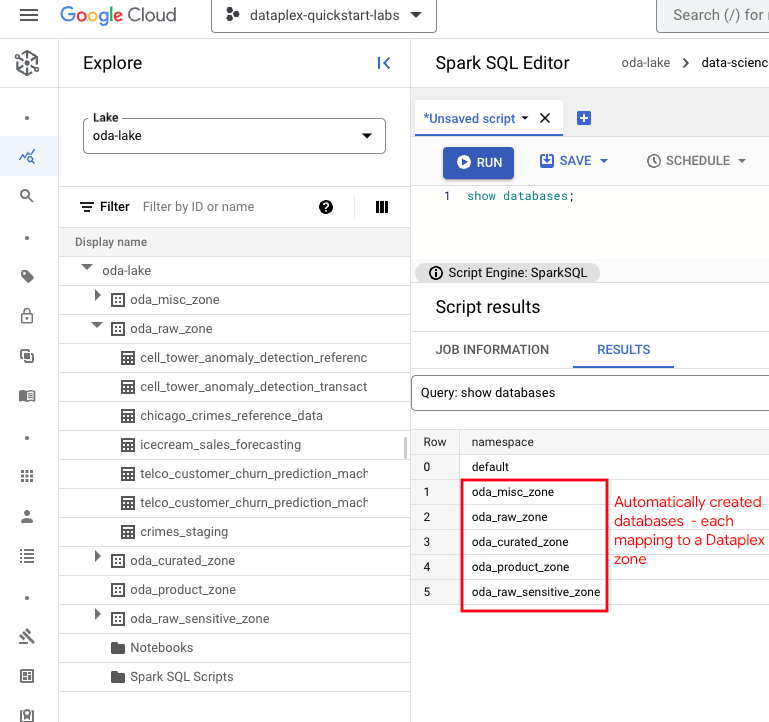 Google Cloud
dataplex-quickstart-labs
Search (/) for
Explore
Lake
oda-lake
Filter
Filter by ID or name
Display name
oda-lake
oda_misc_zone
oda_raw_zone
cell_tower_anomaly_detection_referenc
cell_tower_anomaly_detection_transact
chicago_crimes_reference_data
icecream_sales_forecasting
telco_customer_churn_prediction_mach
telco_customer_churn_prediction_mach
crimes_staging
oda_curated_zone
oda_product_zone
oda_raw_sensitive_zone
Notebooks
Spark SQL Scripts
Spark SQL Editor
oda-lake
data-scienc
*Unsaved script
RUN
SAVE
SCHEDULE
1 show databases;
Script Engine: SparkSQL
Script results
JOB INFORMATION
RESULTS
Query: show databases
Row namespace
0 default
1 oda_misc_zone
2 oda_raw_zone
3 oda_curated_zone
4 oda_product_zone
5 oda_raw_sensitive_zone
Automatically created
databases - each
mapping to a Dataplex
zone